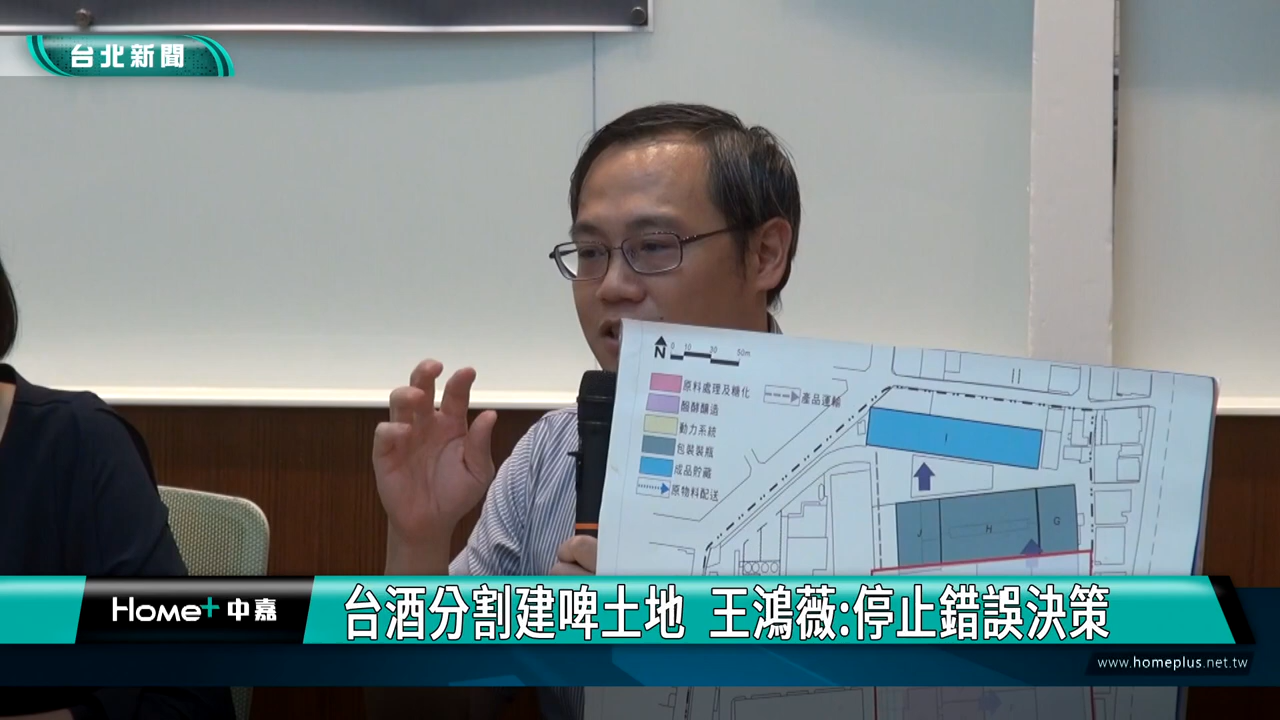 台北新聞
N
0 10 30 50m
原料處理及糖化
產品運輸
醱酵釀造
動力系統
包裝裝瓶
成品貯藏
原物料配送
I
J
H
G
Home+ 中嘉
台酒分割建啤土地 王鴻薇:停止錯誤決策
www.homeplus.net.tw